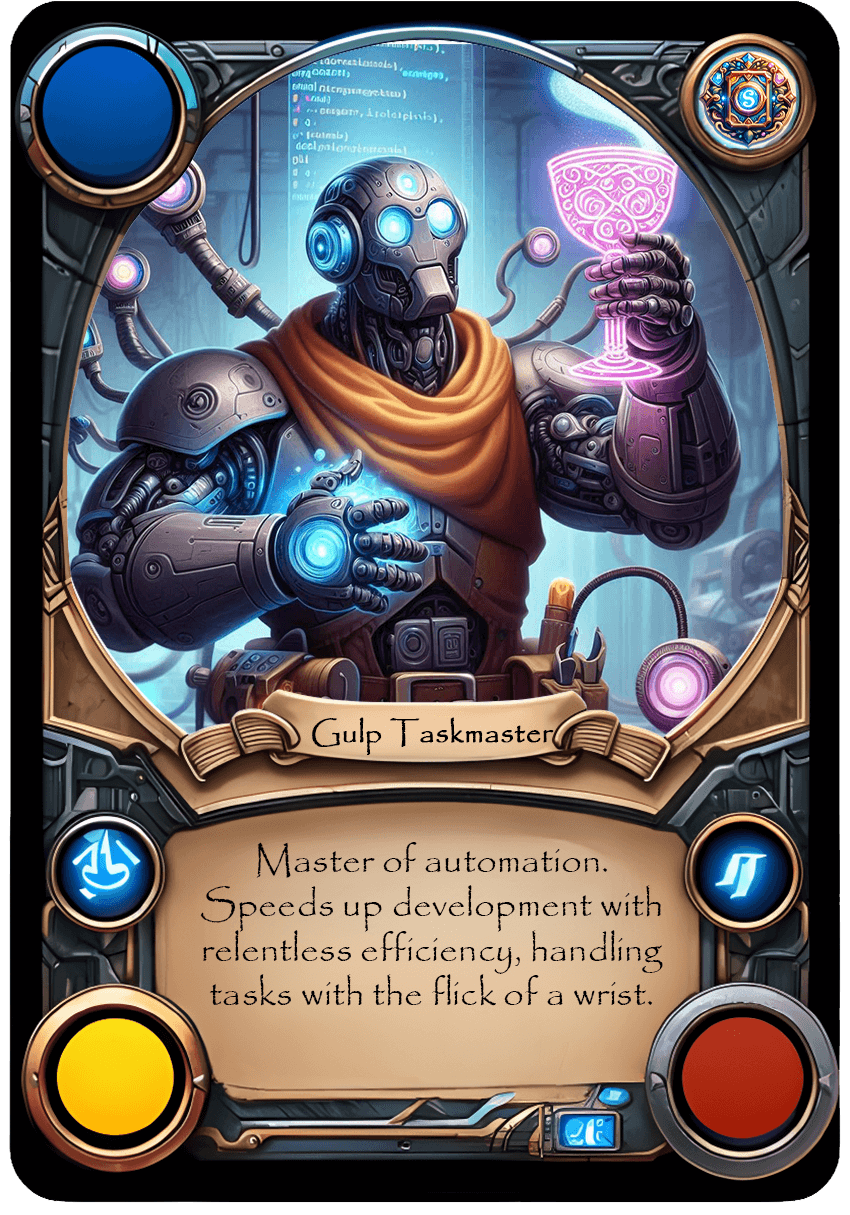 S
Gulp Taskmaster
Master of automation.
Speeds up development with
relentless efficiency, handling
tasks with the flick of a wrist.